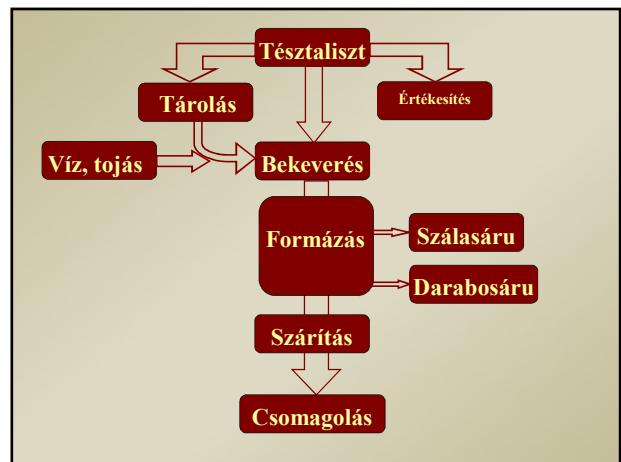 Tésztaliszt
Tárolás
Értékesítés
Víz, tojás
Bekeverés
Formázás
Szálasáru
Darabosáru
Szárítás
Csomagolás